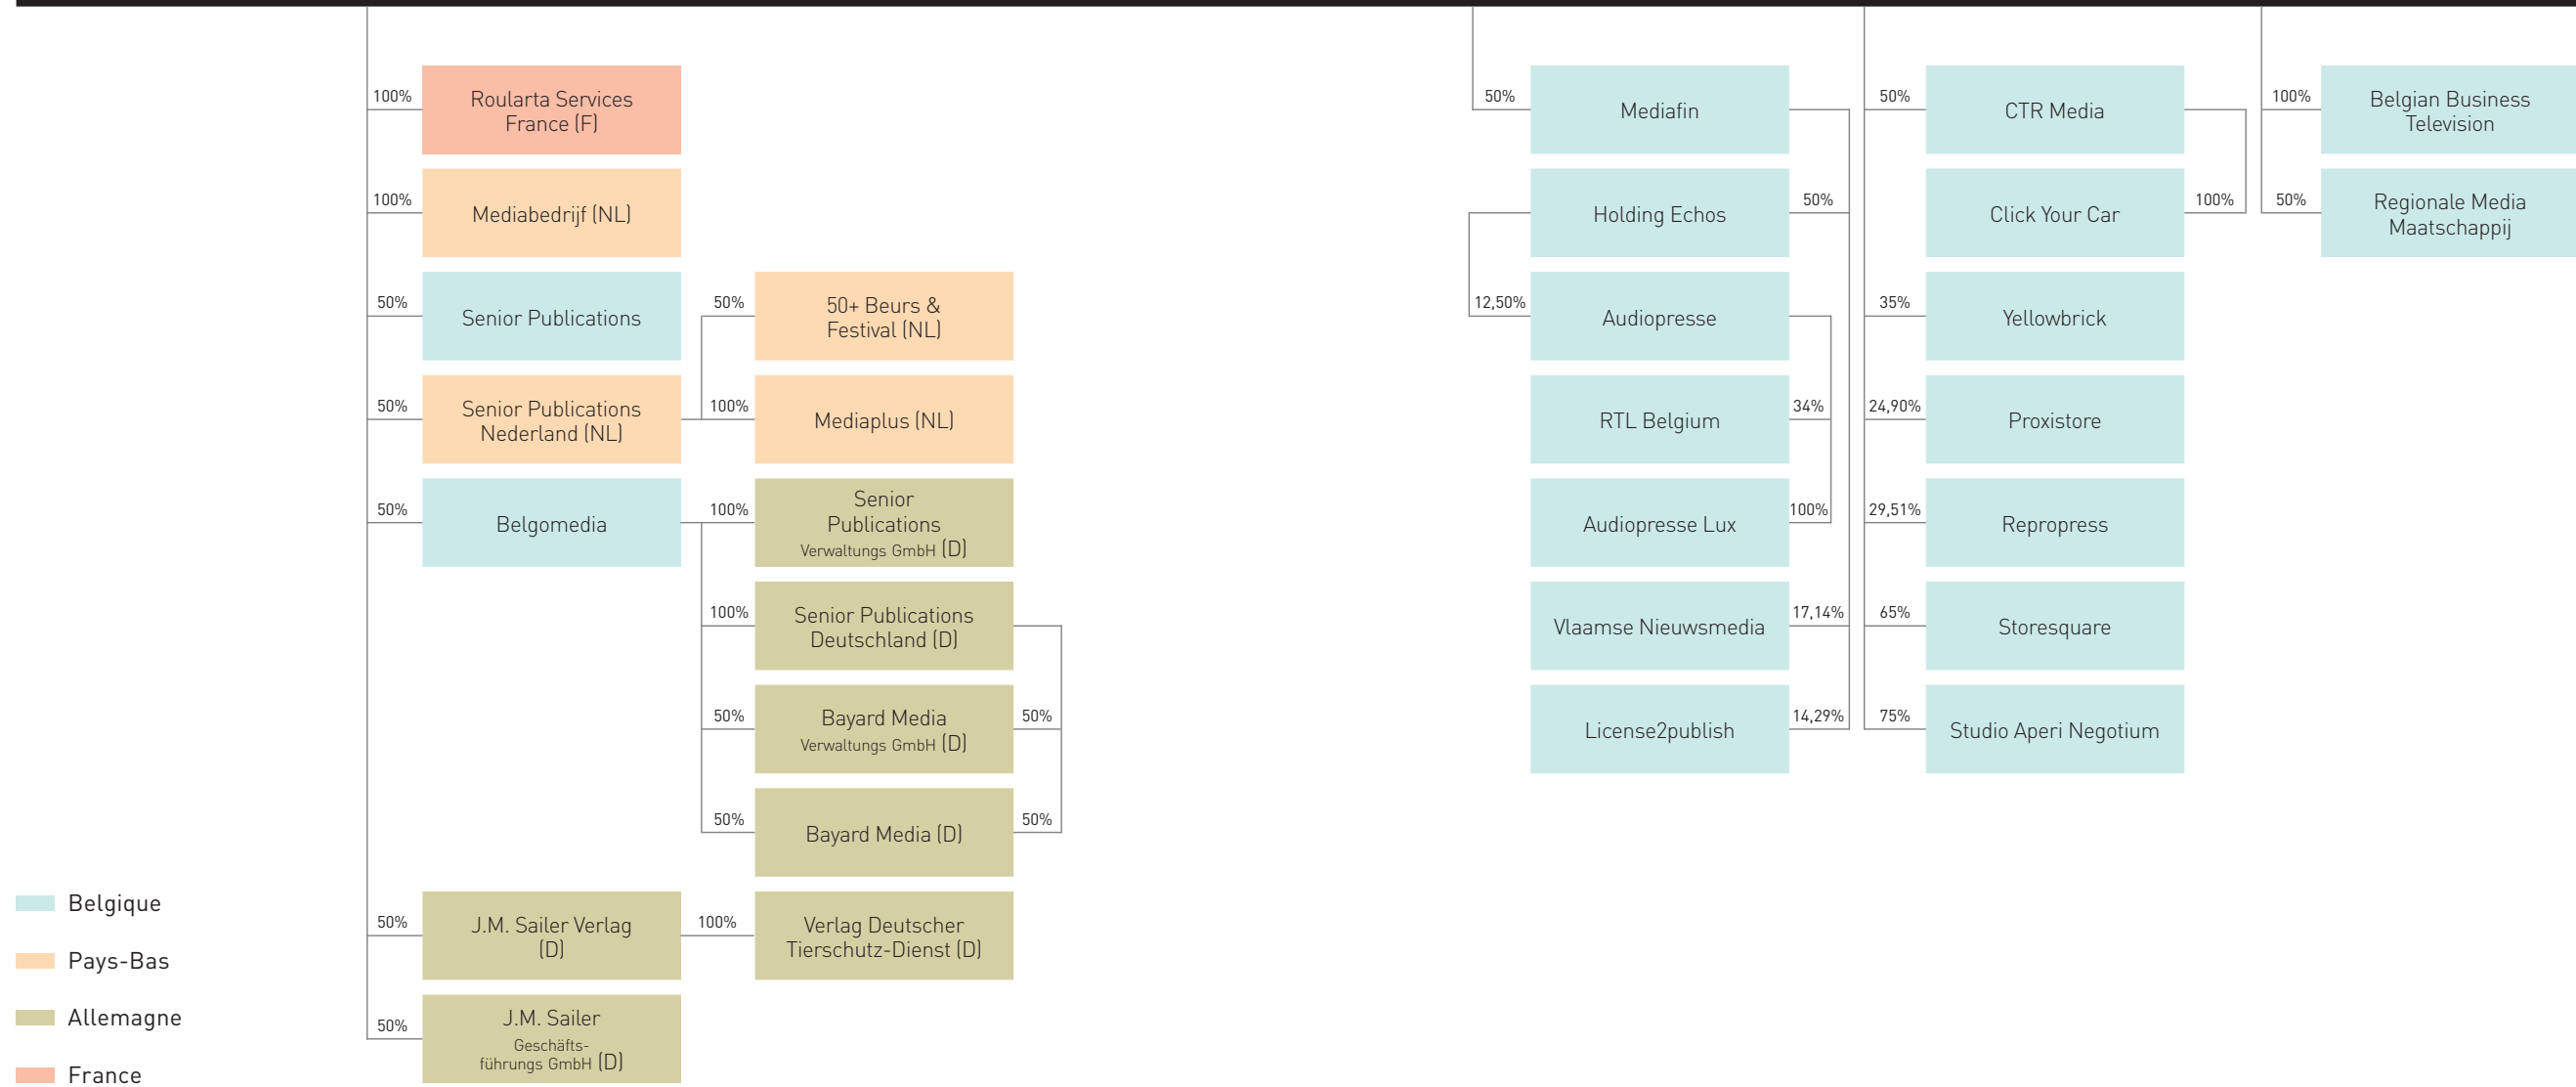 100%
Roularta Services
France (F)
100%
Mediabedrijf (NL)
50%
Senior Publications
50%
50+ Beurs &
Festival (NL)
50%
Senior Publications
Nederland (NL)
100%
Mediaplus (NL)
50%
Belgomedia
100%
Senior
Publications
Verwaltungs GmbH (D)
100%
Senior Publications
Deutschland (D)
50%
Bayard Media
Verwaltungs GmbH (D)
50%
50%
Bayard Media (D)
50%
50%
J.M. Sailer Verlag
(D)
100%
Verlag Deutscher
Tierschutz-Dienst (D)
50%
J.M. Sailer
Geschäfts-
führungs GmbH (D)
50%
Mediafin
Holding Echos
50%
12,50%
Audiopresse
RTL Belgium
34%
Audiopresse Lux
100%
Vlaamse Nieuwsmedia
17,14%
License2publish
14,29%
50%
CTR Media
Click Your Car
100%
35%
Yellowbrick
24,90%
Proxistore
29,51%
Repropress
65%
Storesquare
75%
Studio Aperi Negotium
100%
Belgian Business
Television
50%
Regionale Media
Maatschappij
Belgique
Pays-Bas
Allemagne
France